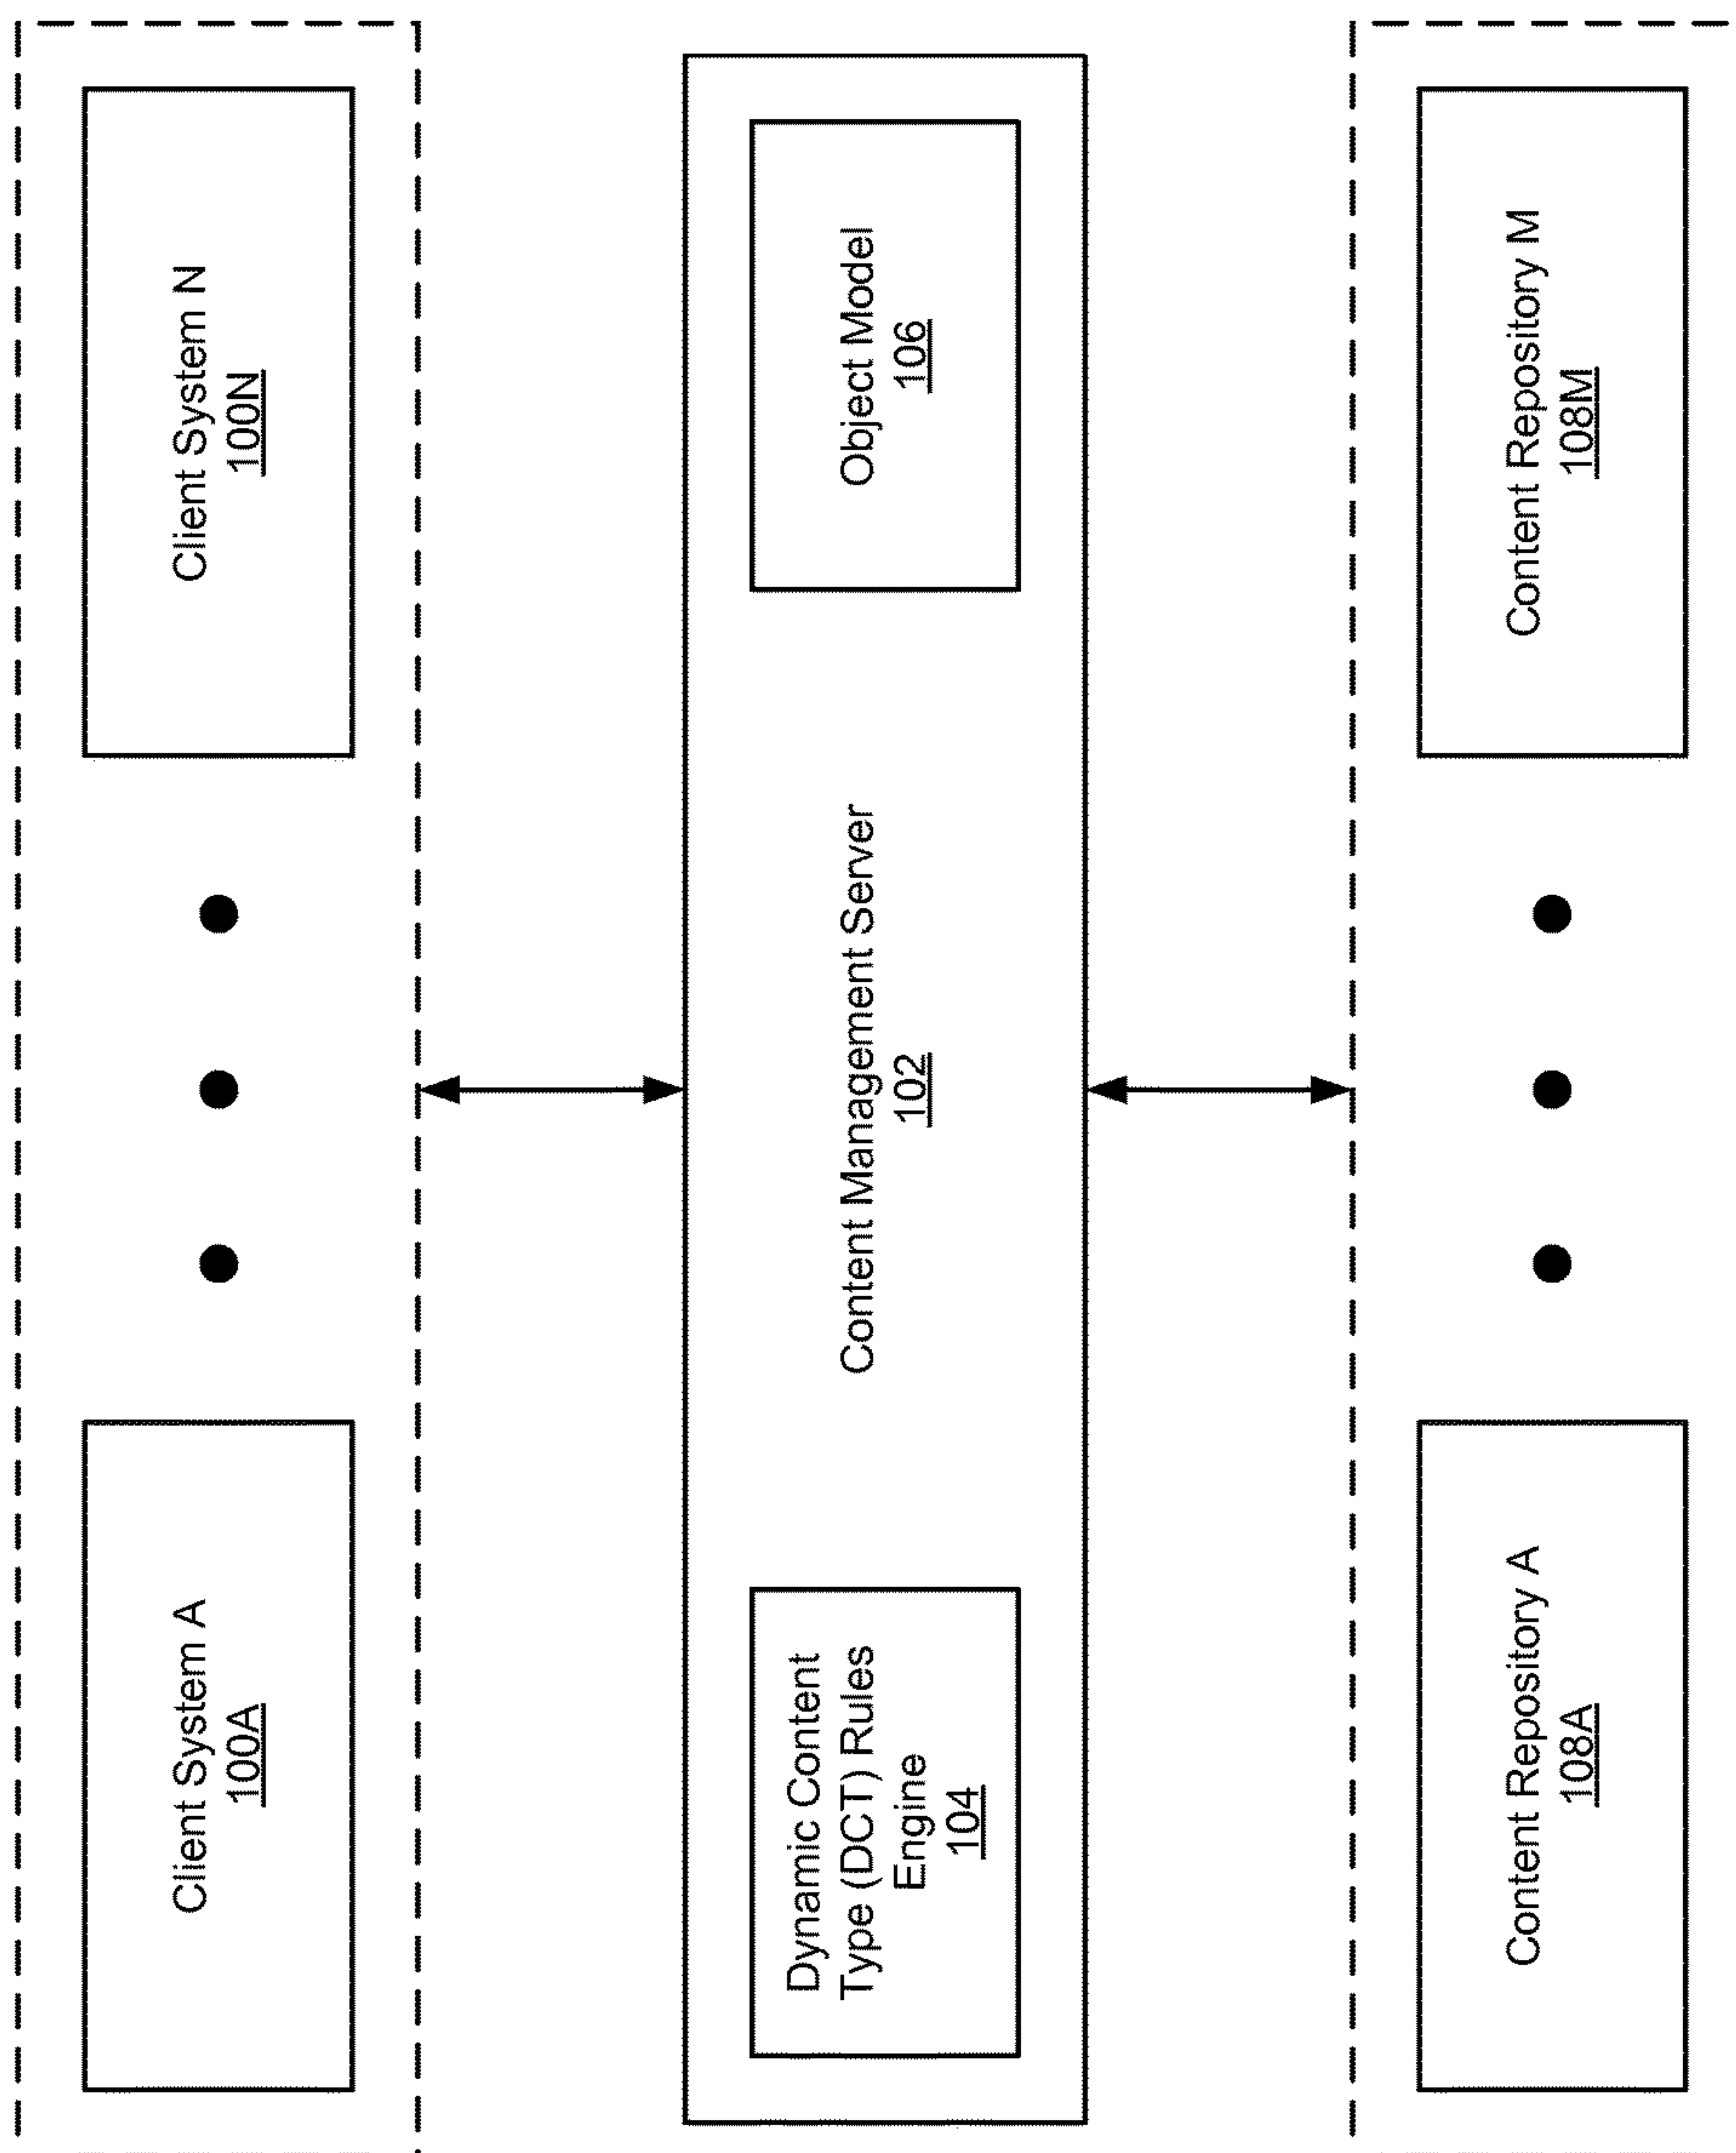 Client System A
100A
Client System N
100N
Dynamic Content
Type (DCT) Rules
Engine
104
Content Management Server
102
Object Model
106
Content Repository A
108A
Content Repository M
108M